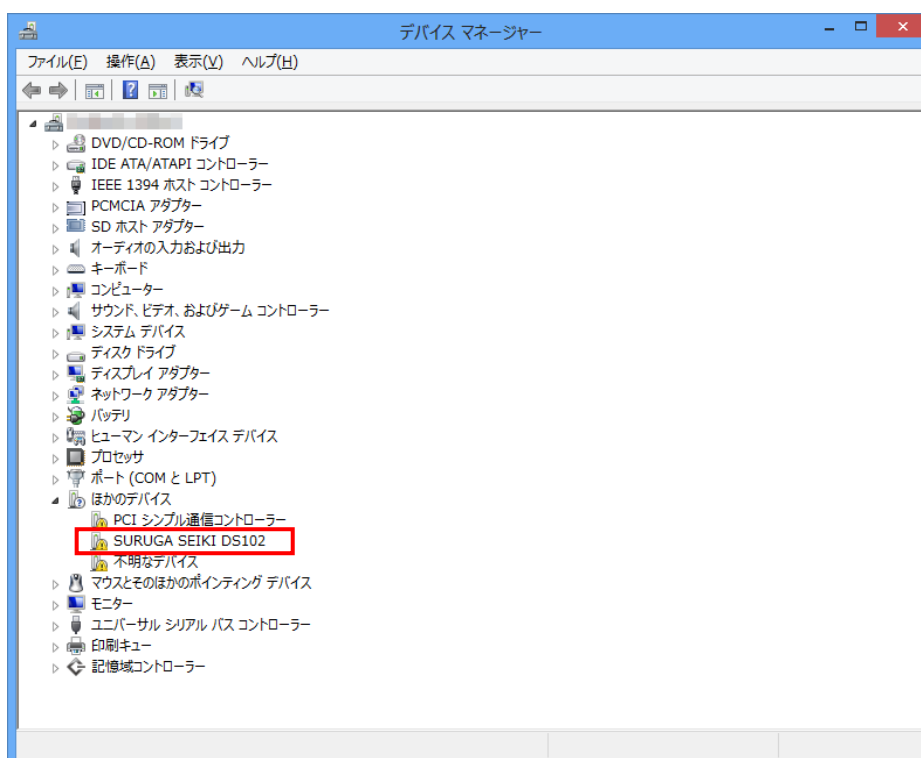 デバイス マネージャー
ファイル(F) 操作(A) 表示(V) ヘルプ(H)
DVD/CD-ROM ドライブ
IDE ATA/ATAPI コントローラー
IEEE 1394 ホスト コントローラー
PCMCIA アダプター
SD ホスト アダプター
オーディオの入力および出力
キーボード
コンピューター
サウンド、ビデオ、およびゲーム コントローラー
システム デバイス
ディスク ドライブ
ディスプレイ アダプター
ネットワーク アダプター
バッテリ
ヒューマン インターフェイス デバイス
プロセッサ
ポート (COM と LPT)
ほかのデバイス
PCI シンプル通信コントローラー
SURUGA SEIKI DS102
不明なデバイス
マウスとそのほかのポインティング デバイス
モニター
ユニバーサル シリアル バス コントローラー
印刷キュー
記憶域コントローラー